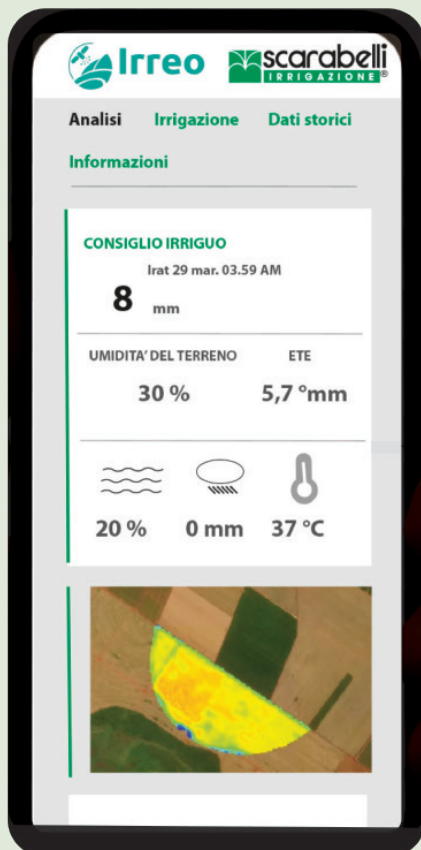 Irreo scarabelli
IRRIGAZIONE®
Analisi Irrigazione Dati storici
Informazioni
CONSIGLIO IRRIGUO
Irat 29 mar. 03.59 AM
8 mm
UMIDITA' DEL TERRENO ETE
30 % 5,7 °mm
20 % 0 mm 37 °C